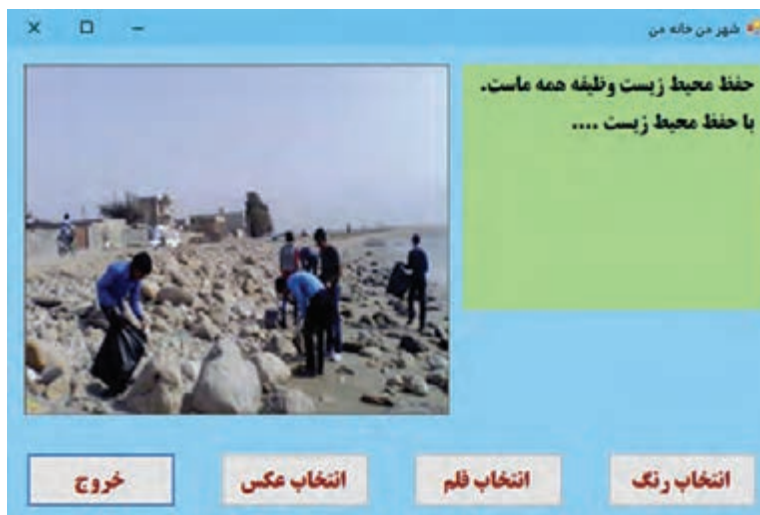 شهر من خانه من
حفظ محیط زیست وظیفه همه ماست.
با حفظ محیط زیست ....
انتخاب رنگ
انتخاب قلم
انتخاب عکس
خروج